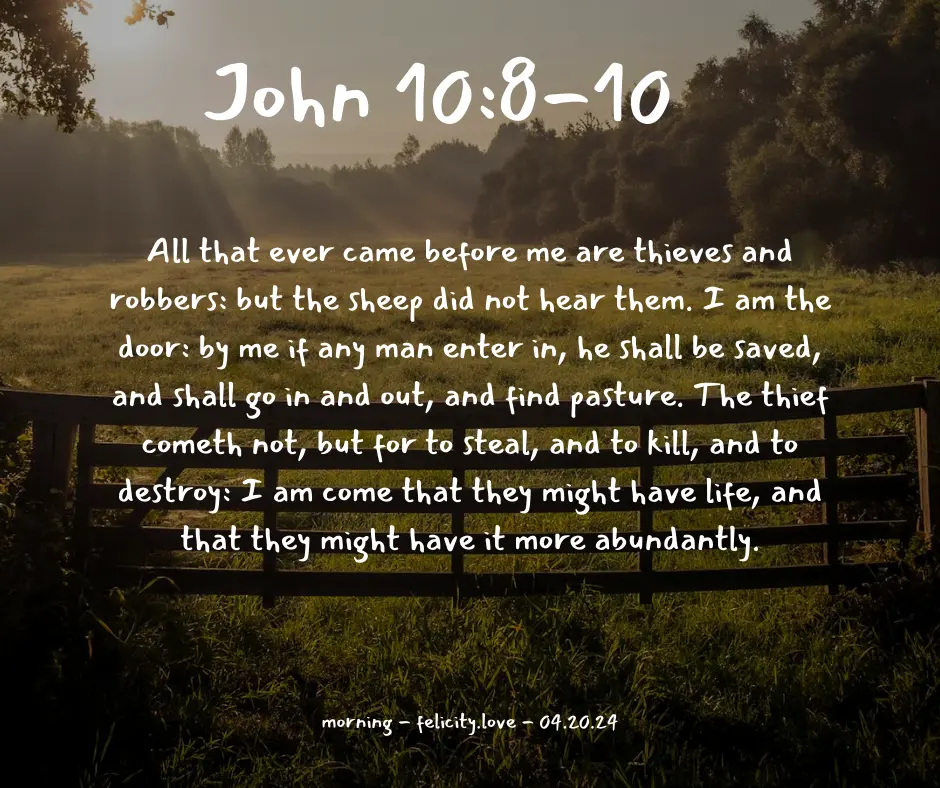 John 10:8-10
All that ever came before me are thieves and
robbers: but the sheep did not hear them. I am the
door: by me if any man enter in, he shall be saved,
and shall go in and out, and find pasture. The thief
cometh not, but for to steal, and to kill, and to
destroy: I am come that they might have life, and
that they might have it more abundantly.
morning - felicity.love - 04.20.24